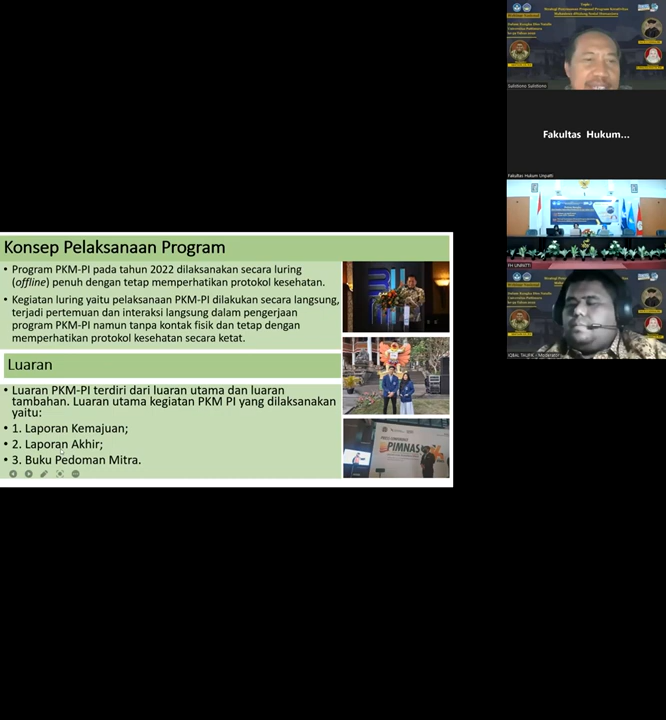 Konsep Pelaksanaan Program
• Program PKM-PI pada tahun 2022 dilaksanakan secara luring
(offline) penuh dengan tetap memperhatikan protokol kesehatan.
• Kegiatan luring yaitu pelaksanaan PKM-PI dilakukan secara langsung,
terjadi pertemuan dan interaksi langsung dalam pengerjaan
program PKM-PI namun tanpa kontak fisik dan tetap dengan
memperhatikan protokol kesehatan secara ketat.
Luaran
• Luaran PKM-PI terdiri dari luaran utama dan luaran
tambahan. Luaran utama kegiatan PKM PI yang dilaksanakan
yaitu:
• 1. Laporan Kemajuan;
• 2. Laporan Akhir;
• 3. Buku Pedoman Mitra.
PIMNAS
Fakultas Hukum...
Fakultas Hukum Unpatti
FH UNPATTI
IQBAL TAUFIK - Moderator